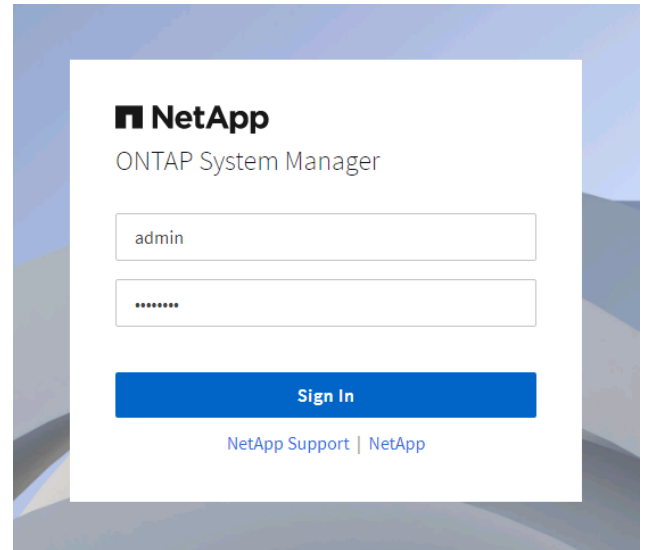 NetApp
ONTAP System Manager
admin
••••••••
Sign In
NetApp Support | NetApp